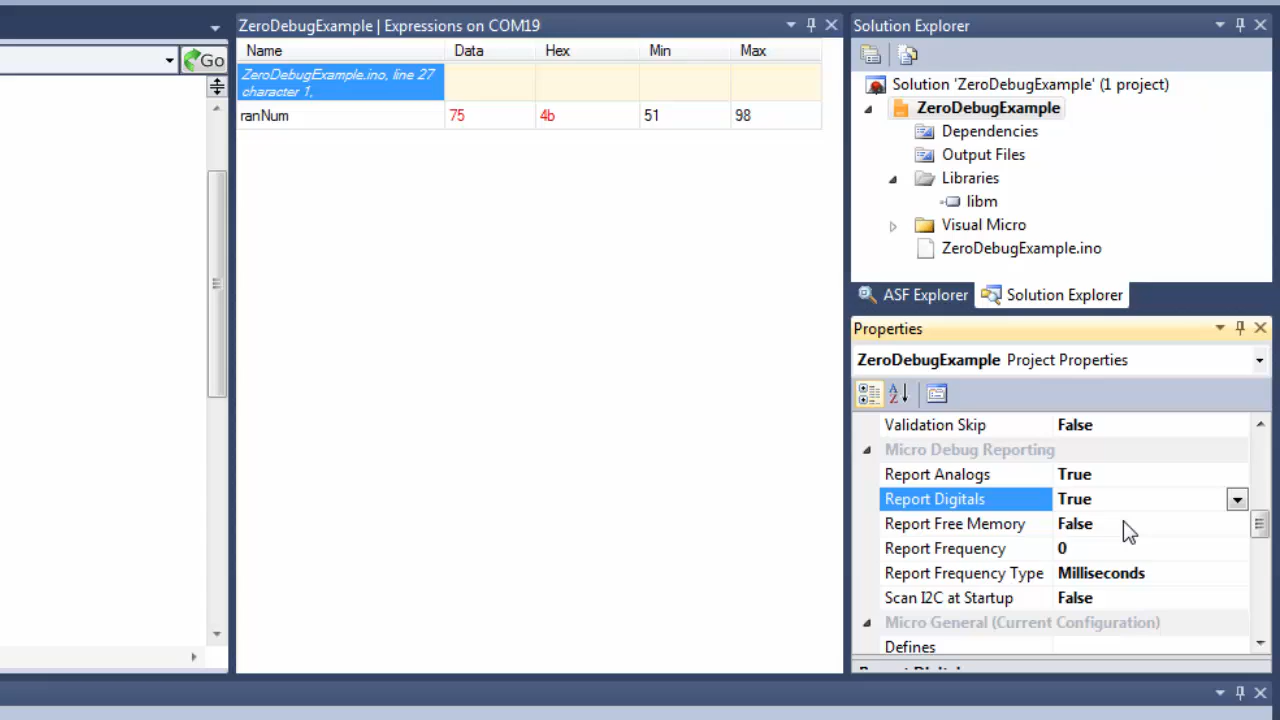 Go
ZeroDebugExample | Expressions on COM19
Name Data Hex Min Max
ZeroDebugExample.ino, line 27
character 1,
ranNum 75 4b 51 98
Solution Explorer
Solution 'ZeroDebugExample' (1 project)
ZeroDebugExample
Dependencies
Output Files
Libraries
libm
Visual Micro
ZeroDebugExample.ino
ASF Explorer Solution Explorer
Properties
ZeroDebugExample Project Properties
Validation Skip False
Micro Debug Reporting
Report Analogs True
Report Digitals True
Report Free Memory False
Report Frequency 0
Report Frequency Type Milliseconds
Scan I2C at Startup False
Micro General (Current Configuration)
Defines